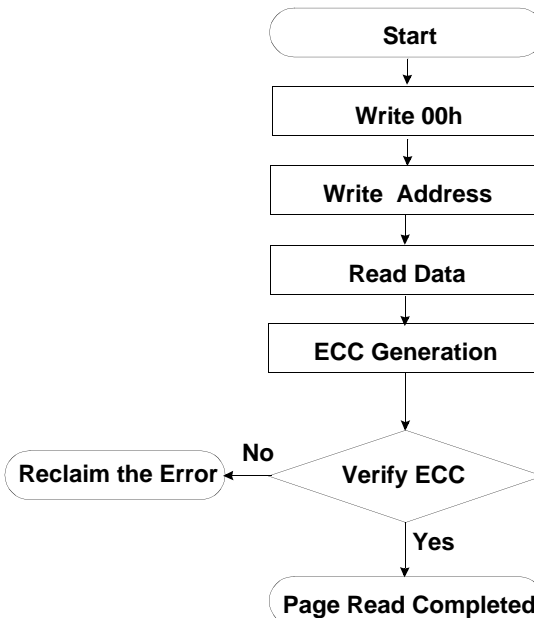 Start
Write 00h
Write Address
Read Data
ECC Generation
No
Reclaim the Error
Verify ECC
Yes
Page Read Completed